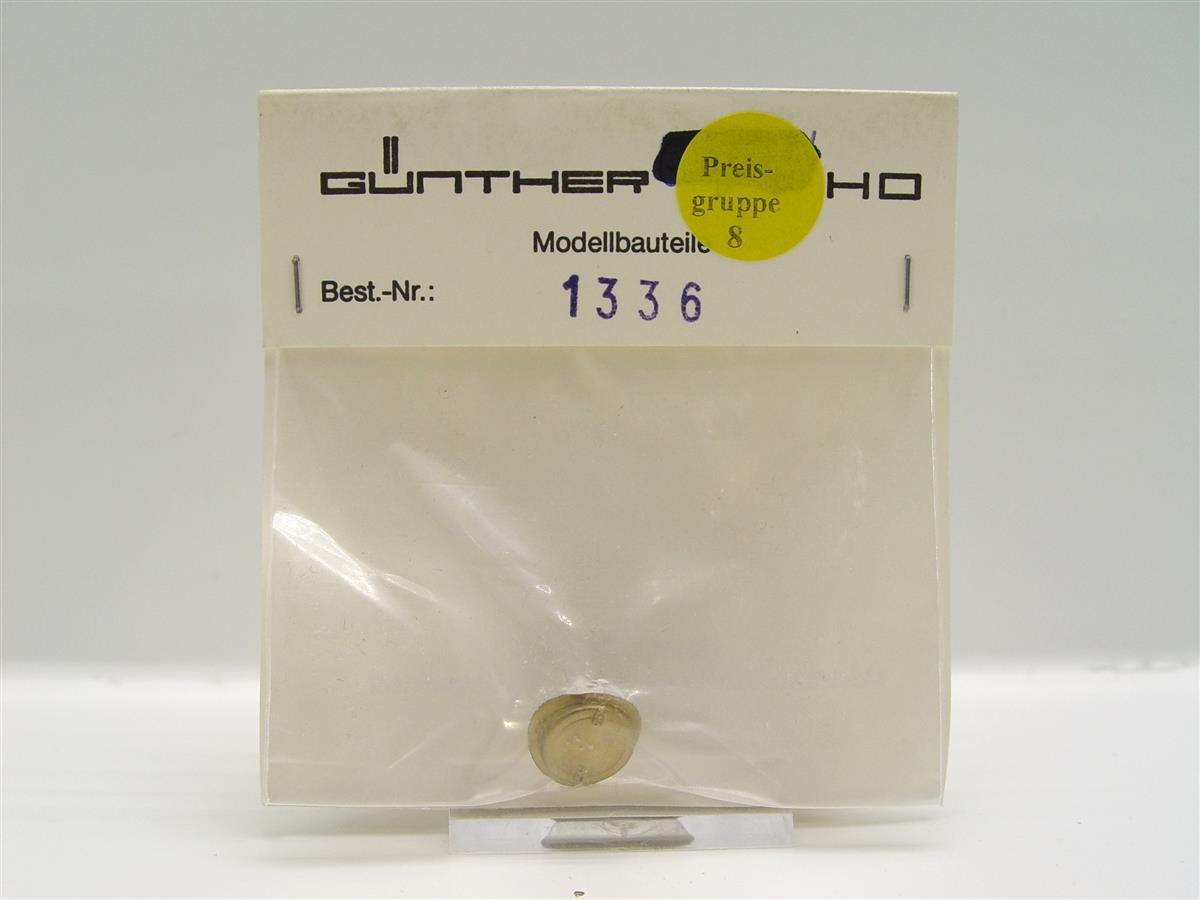 GÜNTHER HO
Preis-
gruppe
8
Modellbauteile
Best.-Nr.: 1336